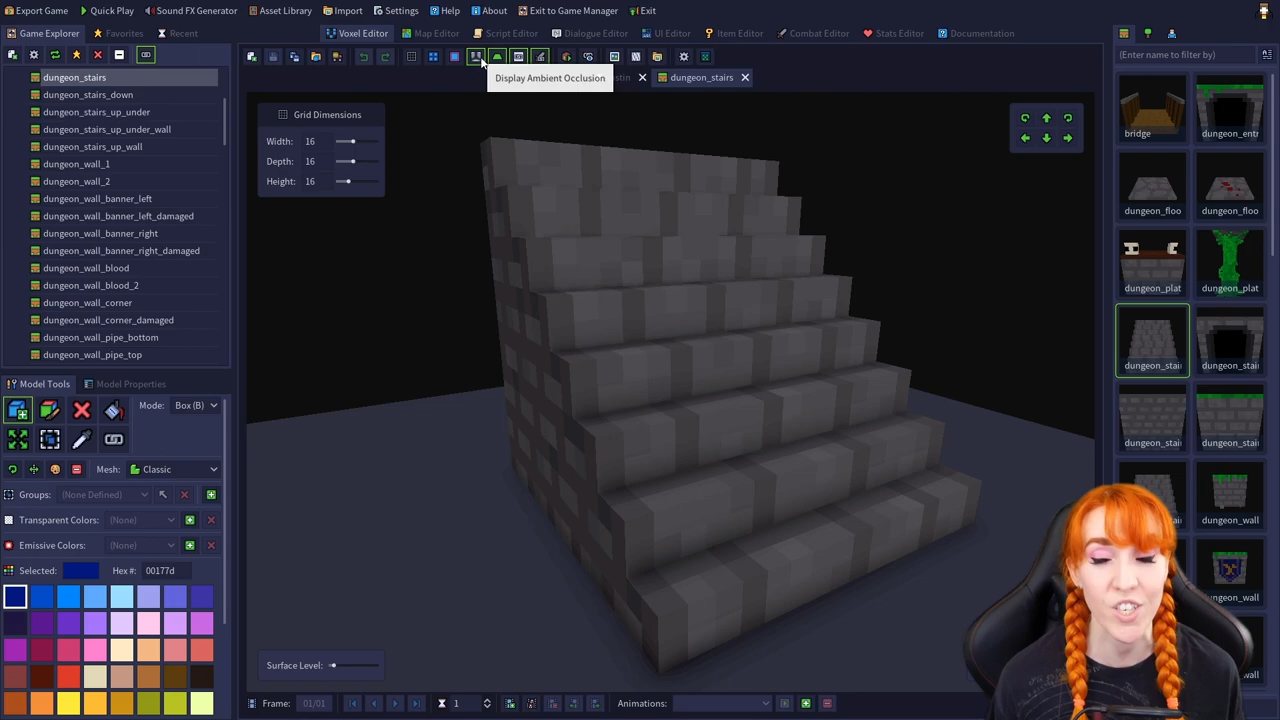 Export Game
Quick Play
Sound FX Generator
Asset Library
Import
Settings
Help
About
Exit to Game Manager
Exit
Game Explorer
Favorites
Recent
Voxel Editor
Map Editor
Script Editor
Dialogue Editor
UI Editor
Item Editor
Combat Editor
Stats Editor
Object Editor
Display Ambient Occlusion
dungeon_stairs
dungeon_stairs
dungeon_stairs_down
dungeon_stairs_up_under
dungeon_stairs_up_under_wall
dungeon_stairs_up_wall
dungeon_wall_1
dungeon_wall_2
dungeon_wall_banner_left
dungeon_wall_banner_left_damaged
dungeon_wall_banner_right
dungeon_wall_banner_right_damaged
dungeon_wall_blood
dungeon_wall_blood_2
dungeon_wall_corner
dungeon_wall_corner_damaged
dungeon_wall_pipe_bottom
dungeon_wall_pipe_top
Grid Dimensions
Width: 16
Depth: 16
Height: 16
Model Tools
Model Properties
Mode: Box (B)
Mesh: Classic
Groups: (None Defined)
Transparent Colors: (None)
Emissive Colors: (None)
Selected: Hex #: 00177d
Surface Level:
Frame: 01/01
1
Animations:
(Enter name to filter by)
bridge
dungeon_entr
dungeon_floo
dungeon_floo
dungeon_plat
dungeon_plat
dungeon_stai
dungeon_stai
dungeon_stai
dungeon_stai
dungeon_wall